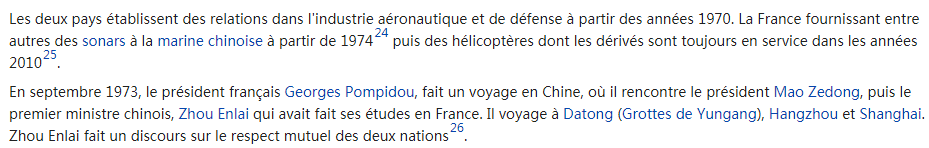 Les deux pays établissent des relations dans l'industrie aéronautique et de défense à partir des années 1970. La France fournissant entre
autres des sonars à la marine chinoise à partir de 1974²⁴ puis des hélicoptères dont les dérivés sont toujours en service dans les années
2010²⁵.
En septembre 1973, le président français Georges Pompidou, fait un voyage en Chine, où il rencontre le président Mao Zedong, puis le
premier ministre chinois, Zhou Enlai qui avait fait ses études en France. Il voyage à Datong (Grottes de Yungang), Hangzhou et Shanghai.
Zhou Enlai fait un discours sur le respect mutuel des deux nations²⁶.